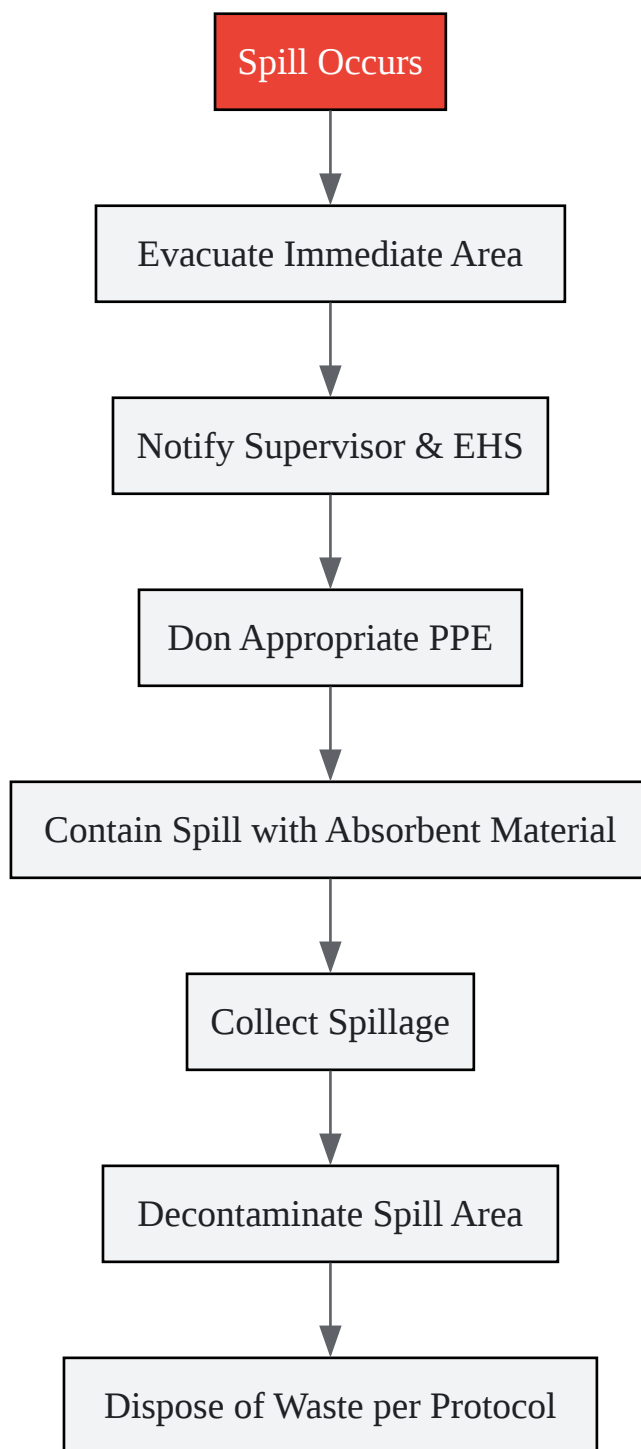 Spill Occurs
Evacuate Immediate Area
Notify Supervisor & EHS
Don Appropriate PPE
Contain Spill with Absorbent Material
Collect Spillage
Decontaminate Spill Area
Dispose of Waste per Protocol